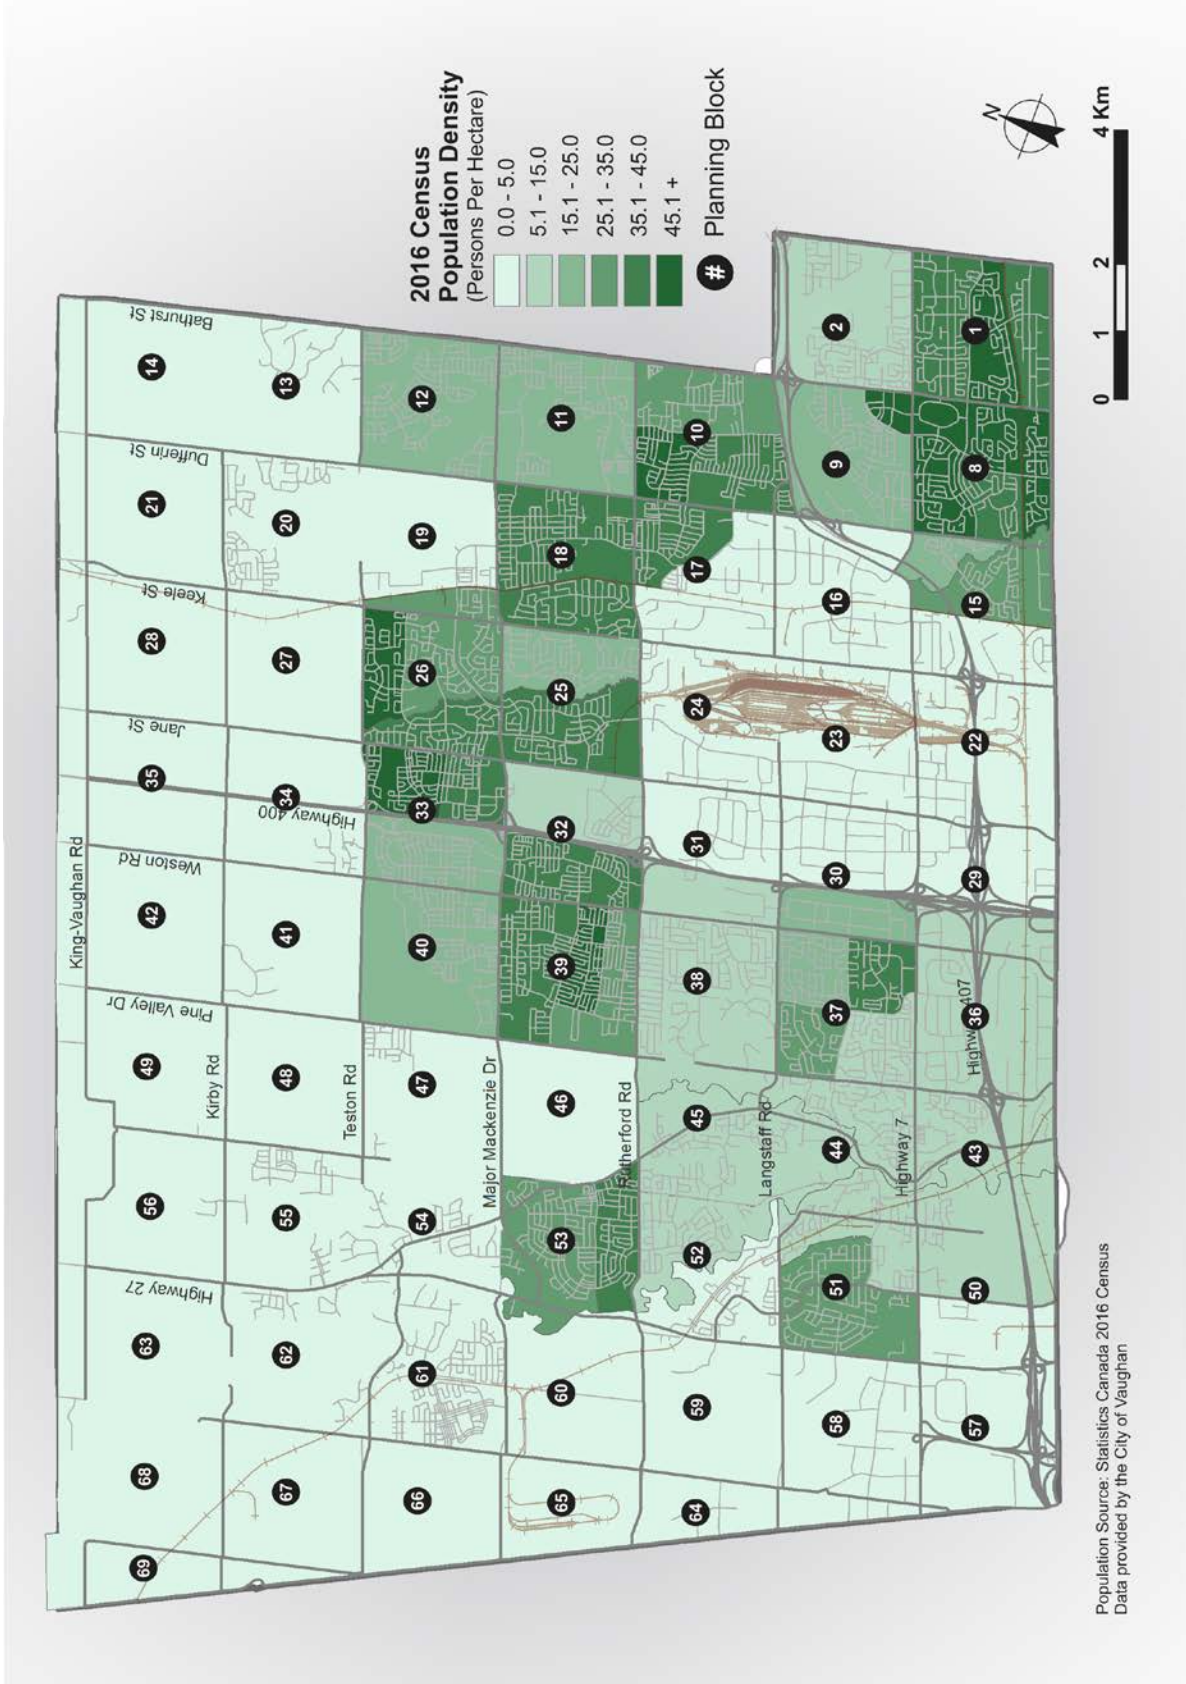 2016 Census
Population Density
(Persons Per Hectare)
0.0 - 5.0
5.1 - 15.0
15.1 - 25.0
25.1 - 35.0
35.1 - 45.0
45.1 +
# Planning Block
N
0 1 2 4 Km
King-Vaughan Rd
Kirby Rd
Teston Rd
Major Mackenzie Dr
Rutherford Rd
Langstaff Rd
Highway 7
Highway 407
Highway 27
Pine Valley Dr
Weston Rd
Highway 400
Jane St
Keele St
Dufferin St
Bathurst St
69
68
63
56
49
42
35
28
21
14
67
62
55
48
41
34
27
20
13
66
61
54
47
40
33
26
19
12
65
60
53
46
39
32
25
18
11
64
59
52
45
38
31
24
17
10
58
51
44
37
30
23
16
9
2
57
50
43
36
29
22
15
8
1
Population Source: Statistics Canada 2016 Census
Data provided by the City of Vaughan